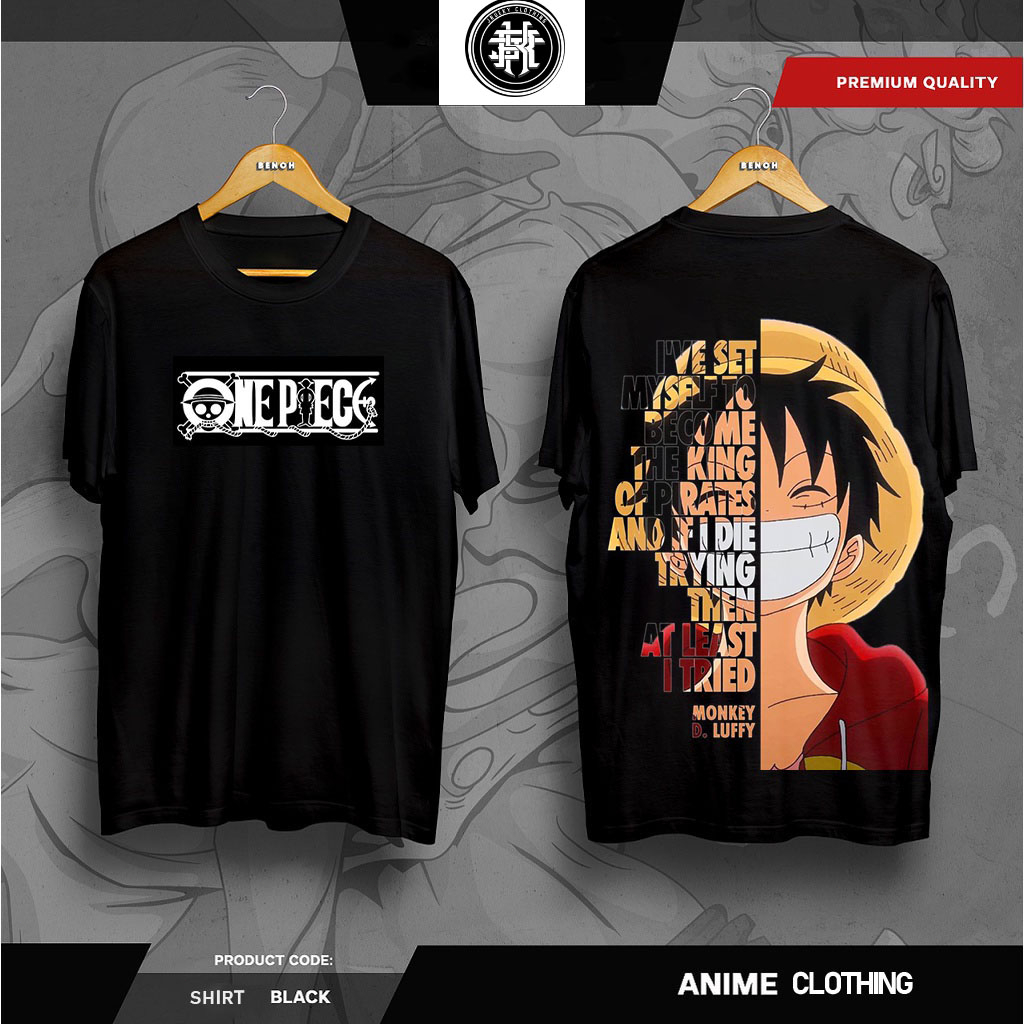 PREMIUM QUALITY
BENCH
BENCH
ONE PIECE
I'VE SET
MYSELF TO
BECOME
THE KING
OF PIRATES
AND IF I DIE
TRYING
THEN
AT LEAST
I TRIED
MONKEY
D. LUFFY
PRODUCT CODE:
SHIRT BLACK
ANIME CLOTHING